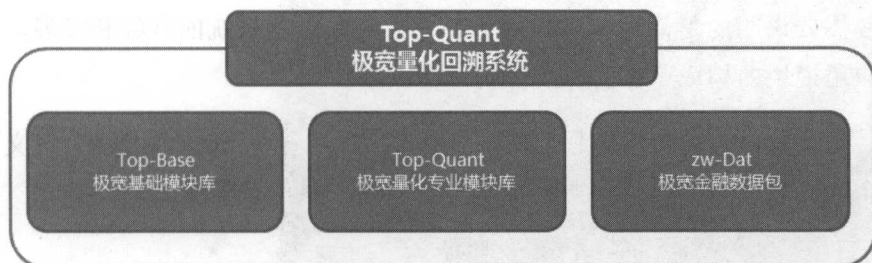 Top-Quant
极宽量化回溯系统
Top-Base
极宽基础模块库
Top-Quant
极宽量化专业模块库
zw-Dat
极宽金融数据包